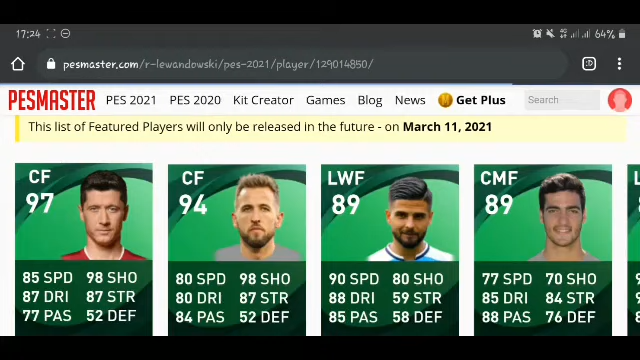 17:24 64%
pesmaster.com/r-lewandowski/pes-2021/player/129014850/
PESMASTER PES 2021 PES 2020 Kit Creator Games Blog News Get Plus Search
This list of Featured Players will only be released in the future - on March 11, 2021
CF CF LWF CMF
97 94 89 89
85 SPD 98 SHO 80 SPD 98 SHO 90 SPD 80 SHO 77 SPD 70 SHO
87 DRI 87 STR 80 DRI 87 STR 88 DRI 59 STR 85 DRI 84 STR
77 PAS 52 DEF 84 PAS 52 DEF 85 PAS 58 DEF 88 PAS 76 DEF